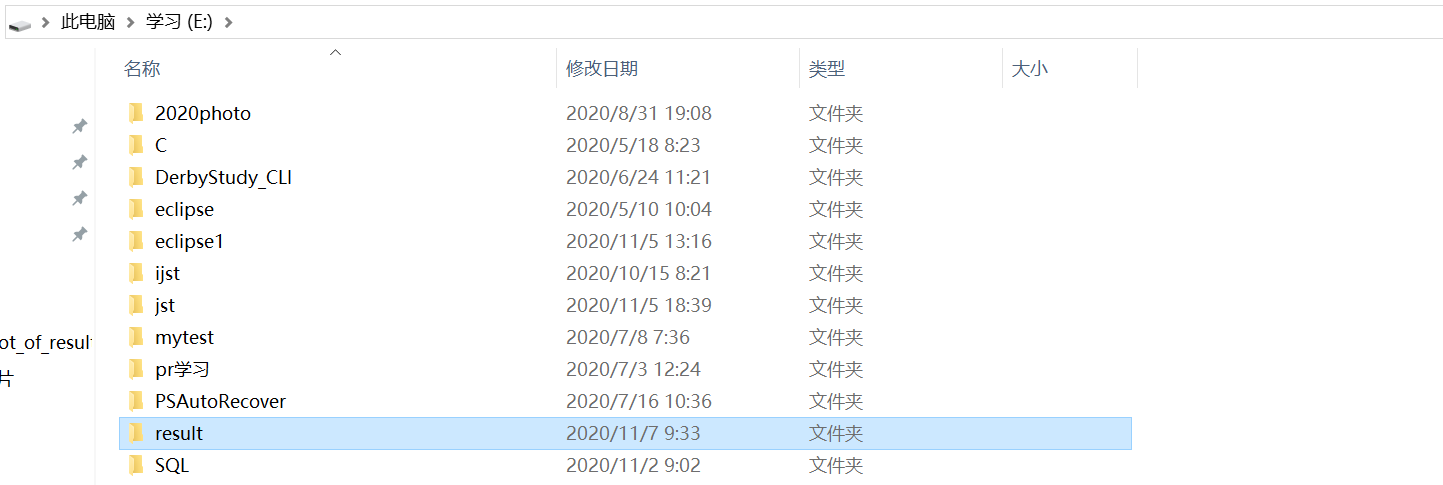 此电脑 学习 (E:)
名称 修改日期 类型 大小
2020photo 2020/8/31 19:08 文件夹
C 2020/5/18 8:23 文件夹
DerbyStudy_CLI 2020/6/24 11:21 文件夹
eclipse 2020/5/10 10:04 文件夹
eclipse1 2020/11/5 13:16 文件夹
ijst 2020/10/15 8:21 文件夹
jst 2020/11/5 18:39 文件夹
mytest 2020/7/8 7:36 文件夹
ot_of_result
pr学习 2020/7/3 12:24 文件夹
片
PSAutoRecover 2020/7/16 10:36 文件夹
result 2020/11/7 9:33 文件夹
SQL 2020/11/2 9:02 文件夹